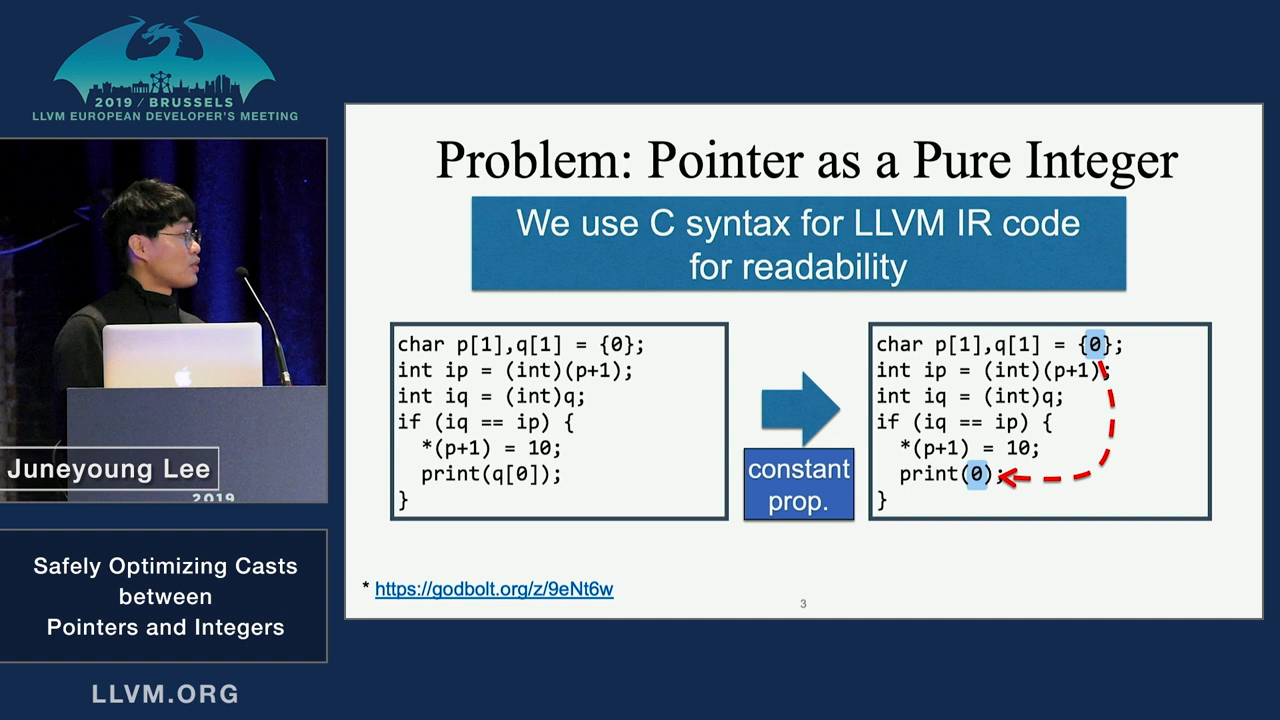 2019 / BRUSSELS
LLVM EUROPEAN DEVELOPER'S MEETING
Problem: Pointer as a Pure Integer
We use C syntax for LLVM IR code
for readability
char p[1],q[1] = {0};
int ip = (int)(p+1);
int iq = (int)q;
if (iq == ip) {
  *(p+1) = 10;
  print(q[0]);
}
constant
prop.
char p[1],q[1] = {0};
int ip = (int)(p+1);
int iq = (int)q;
if (iq == ip) {
  *(p+1) = 10;
  print(0);
}
* https://godbolt.org/z/9eNt6w
3
Juneyoung Lee
2019
Safely Optimizing Casts
between
Pointers and Integers
LLVM.ORG